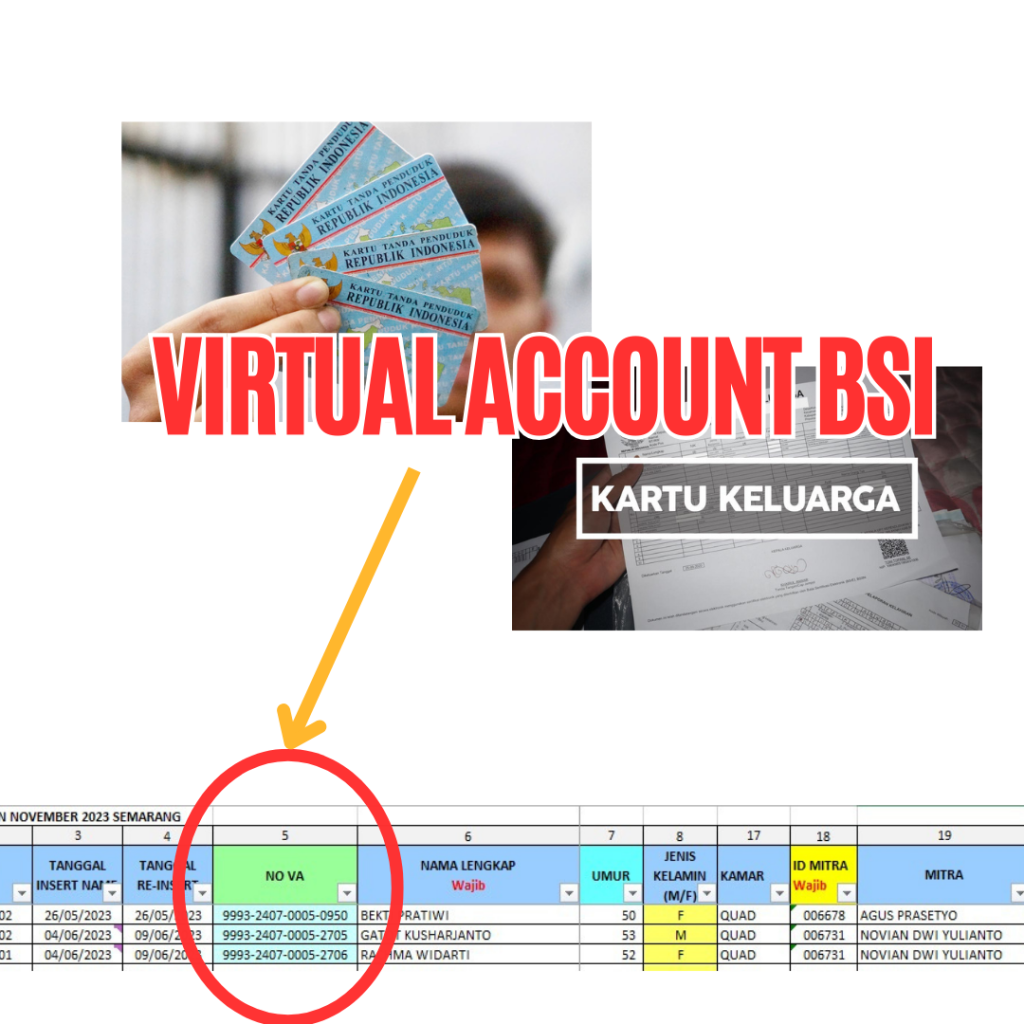 KARTU TANDA PENDUDUK
REPUBLIK INDONESIA
KARTU TANDA PENDUDUK
REPUBLIK INDONESIA
KARTU TANDA PENDUDUK
REPUBLIK INDONESIA
KARTU TANDA PENDUDUK
REPUBLIK INDONESIA
VIRTUAL ACCOUNT BSI
KARTU KELUARGA
N NOVEMBER 2023 SEMARANG
3 4 5 6 7 8 17 18 19
TANGGAL INSERT NAME
TANGGAL RE-INSERT
NO VA
NAMA LENGKAP
Wajib
UMUR
JENIS
KELAMIN
(M/F)
KAMAR
ID MITRA
Wajib
MITRA
02 26/05/2023 26/05/2023 9993-2407-0005-0950 BEKTI PRATIWI 50 F QUAD 006678 AGUS PRASETYO
02 04/06/2023 09/06/2023 9993-2407-0005-2705 GATOT KUSHARJANTO 53 M QUAD 006731 NOVIAN DWI YULIANTO
01 04/06/2023 09/06/2023 9993-2407-0005-2706 WIDARTI 52 F QUAD 006731 NOVIAN DWI YULIANTO